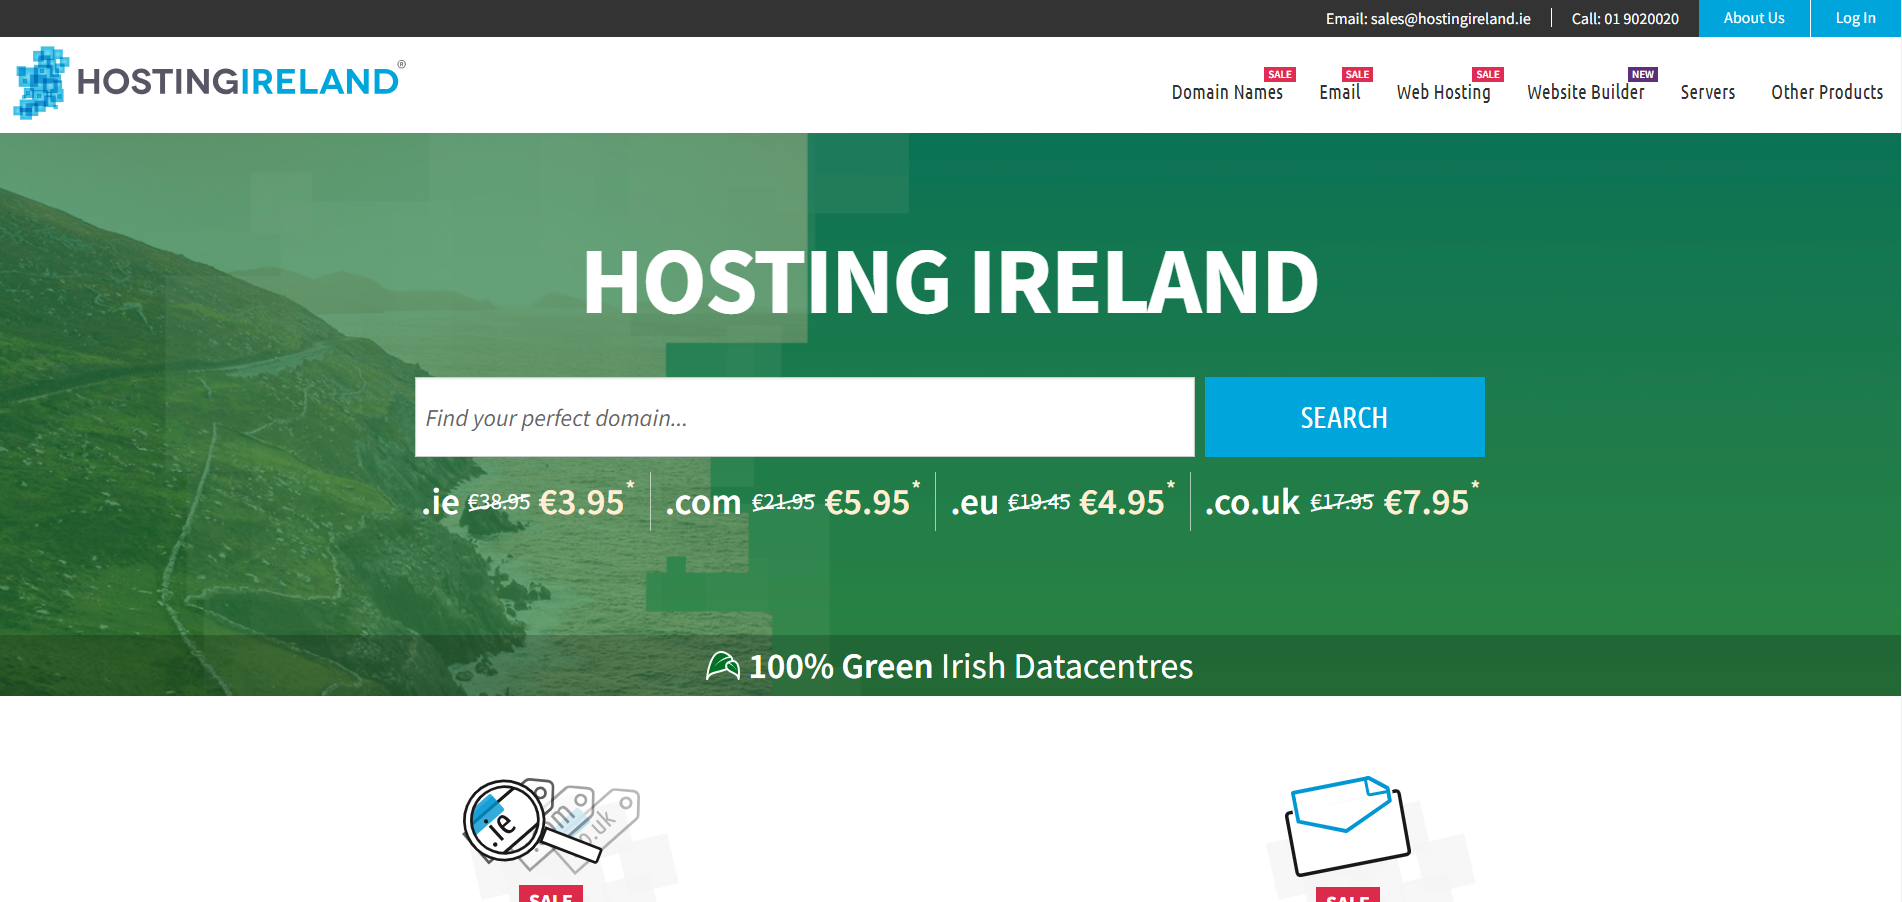 Email: sales@hostingireland.ie
Call: 01 9020020
About Us
Log In
HOSTINGIRELAND®
SALE
SALE
SALE
NEW
Domain Names
Email
Web Hosting
Website Builder
Servers
Other Products
HOSTING IRELAND
Find your perfect domain...
SEARCH
.ie €38.95 €3.95*
.com €21.95 €5.95*
.eu €19.45 €4.95*
.co.uk €17.95 €7.95*
100% Green Irish Datacentres
.ie
.com
.co.uk
SALE
SALE